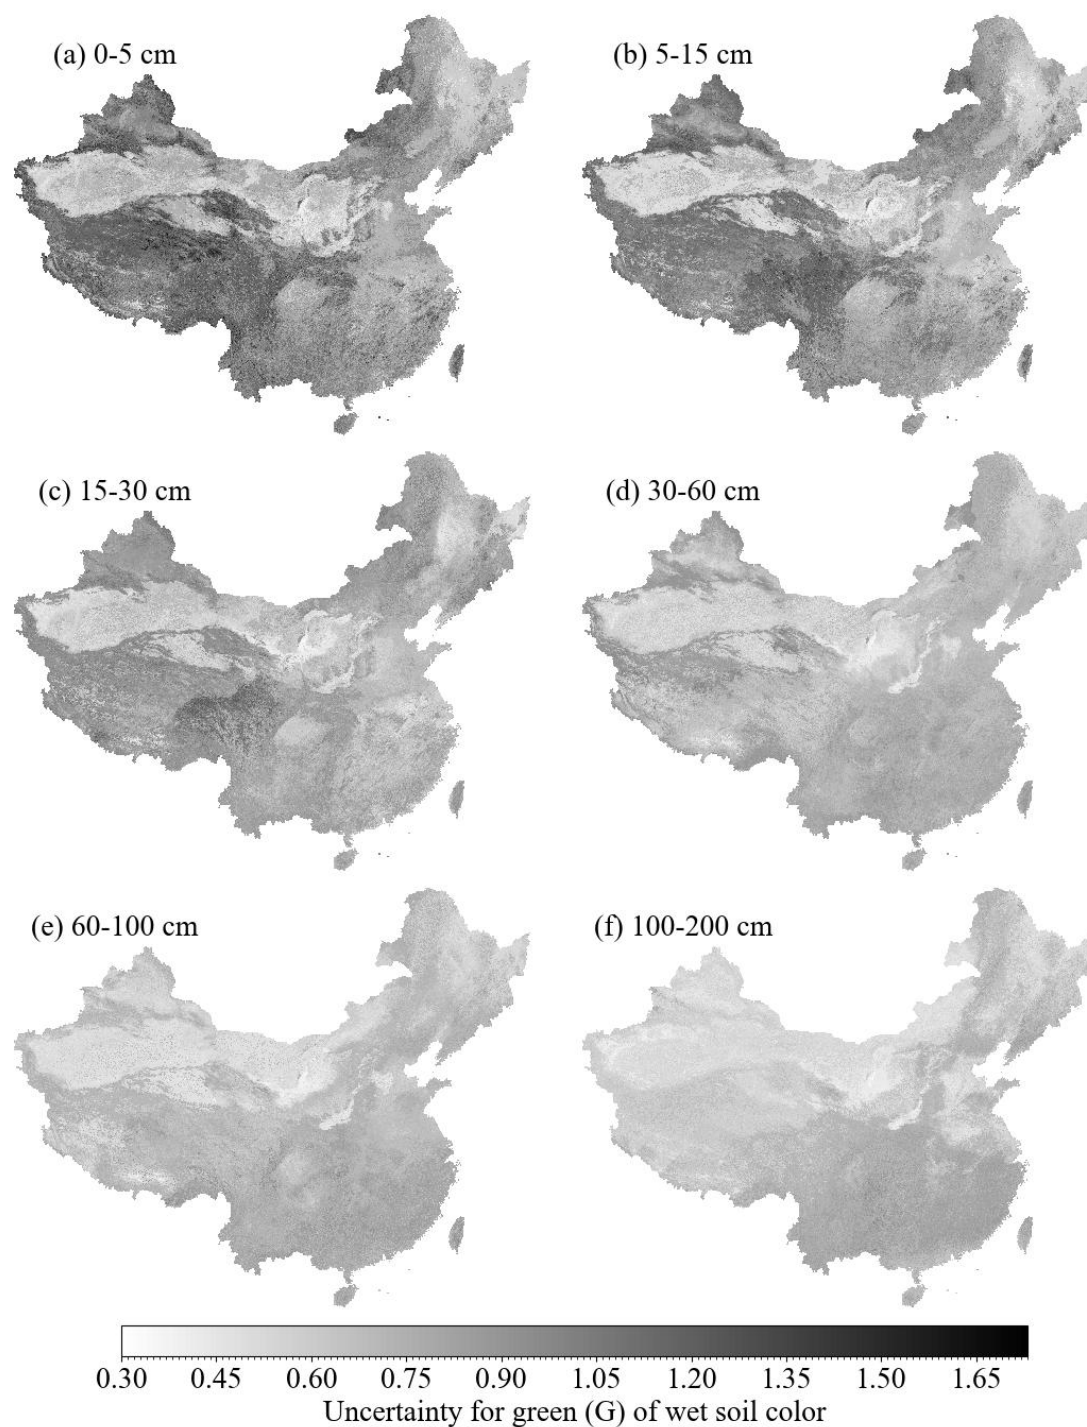 (a) 0-5 cm
(b) 5-15 cm
(c) 15-30 cm
(d) 30-60 cm
(e) 60-100 cm
(f) 100-200 cm
0.30 0.45 0.60 0.75 0.90 1.05 1.20 1.35 1.50 1.65
Uncertainty for green (G) of wet soil color